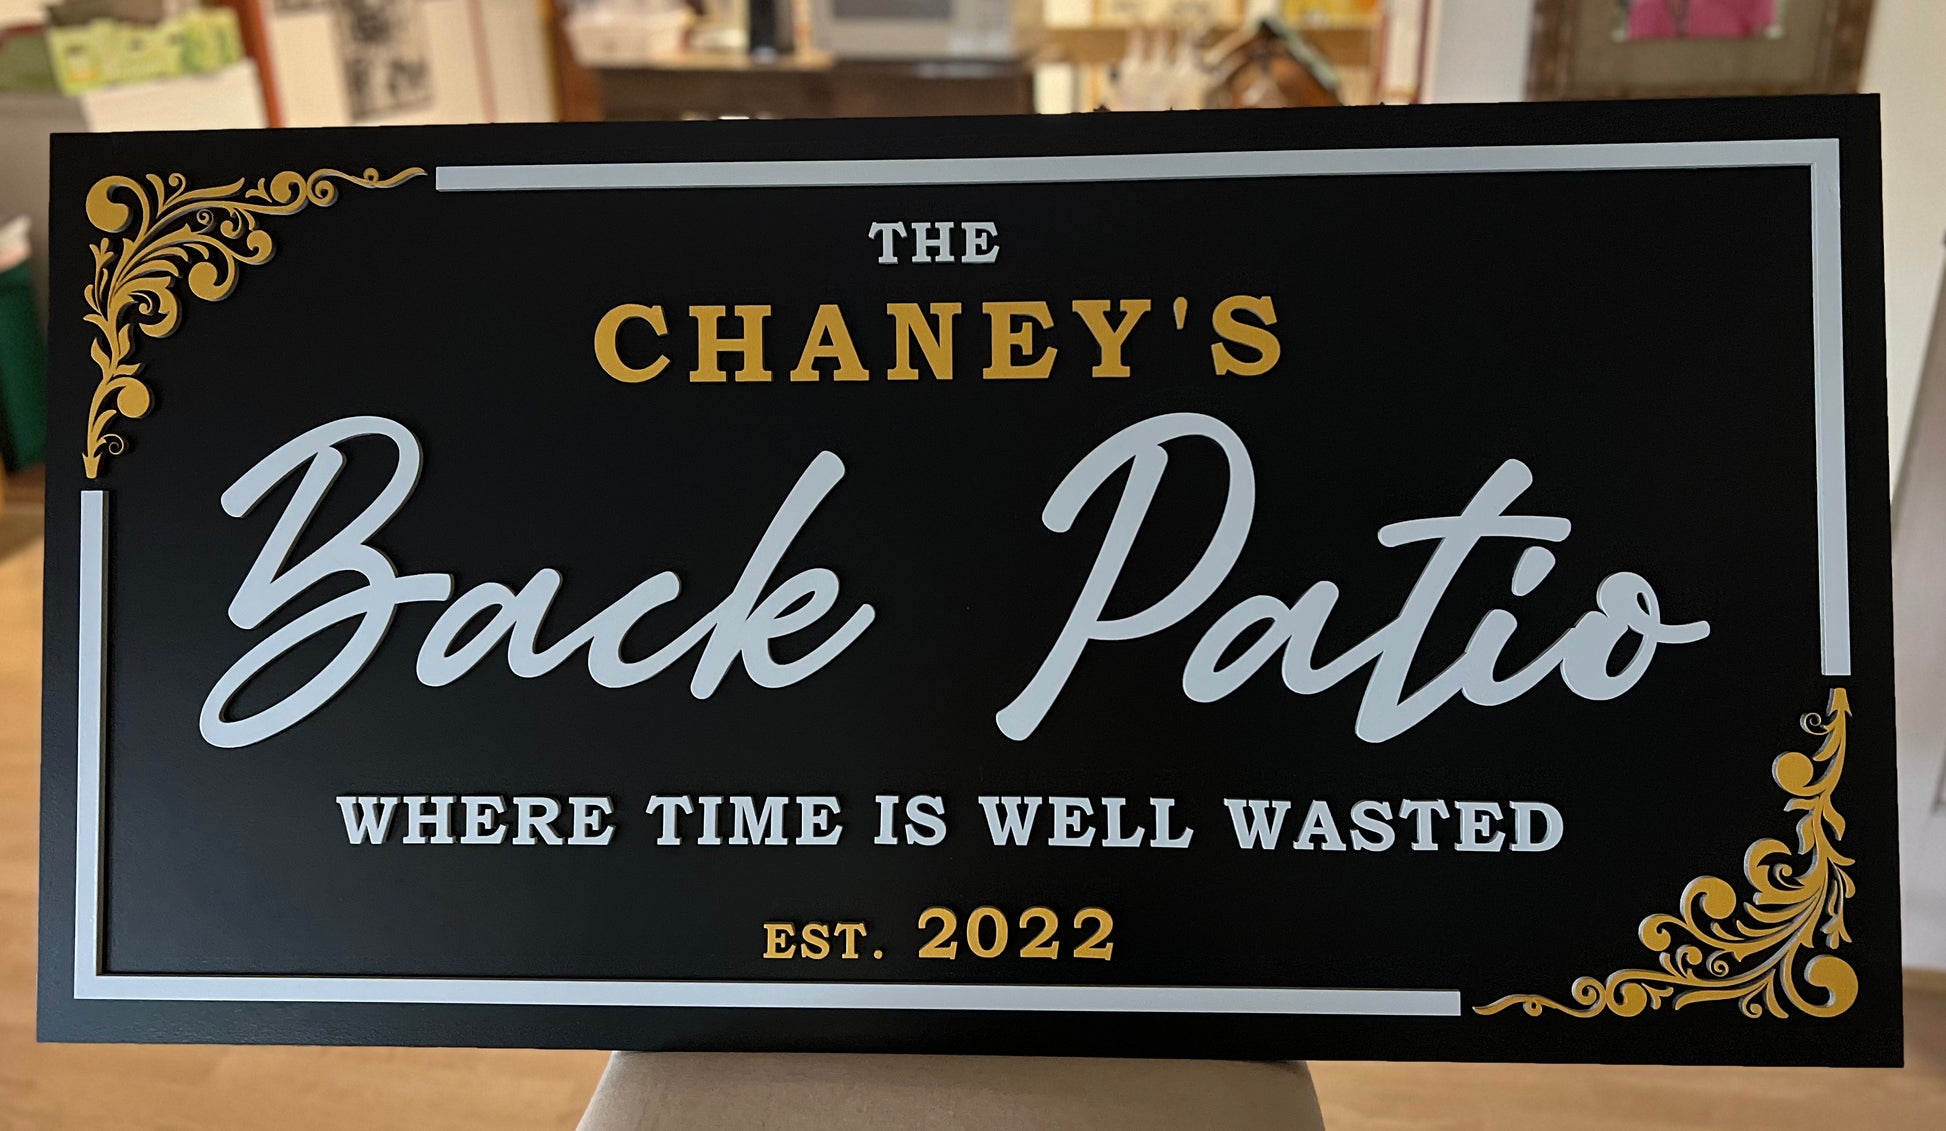 THE
CHANEY'S
Back Patio
WHERE TIME IS WELL WASTED
EST. 2022